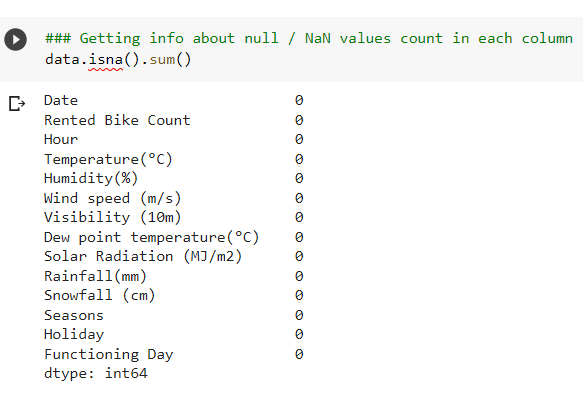 ### Getting info about null / NaN values count in each column
data.isna().sum()
Date 0
Rented Bike Count 0
Hour 0
Temperature(°C) 0
Humidity(%) 0
Wind speed (m/s) 0
Visibility (10m) 0
Dew point temperature(°C) 0
Solar Radiation (MJ/m2) 0
Rainfall(mm) 0
Snowfall (cm) 0
Seasons 0
Holiday 0
Functioning Day 0
dtype: int64